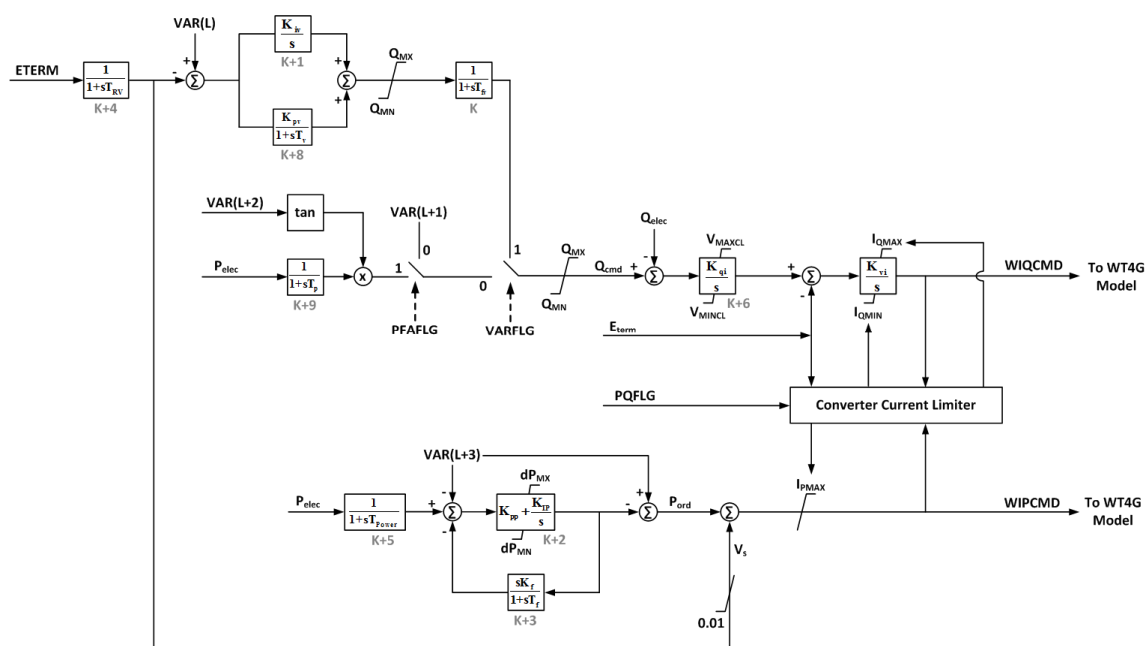 VAR(L)
ETERM
1
1+sT_RV
K+4
-
+
Σ
K_iv
s
K+1
K_pv
1+sT_v
K+8
+
+
Σ
Q_MX
Q_MN
1
1+sT_fr
K
VAR(L+2)
tan
P_elec
1
1+sT_p
K+9
x
VAR(L+1)
0
1
PFAFLG
1
0
VARFLG
Q_MX
Q_MN
Q_cmd
Q_elec
-
+
Σ
V_MAXCL
K_qi
s
V_MINCL
K+6
+
-
Σ
I_QMAX
K_vi
s
I_QMIN
WIQCMD
To WT4G
Model
E_term
PQFLG
Converter Current Limiter
VAR(L+3)
P_elec
1
1+sT_Power
K+5
-
+
-
Σ
dP_MX
K_pp + K_IP
s
dP_MN
K+2
sK_f
1+sT_f
K+3
+
-
Σ
P_ord
Σ
V_s
0.01
I_PMAX
WIPCMD
To WT4G
Model